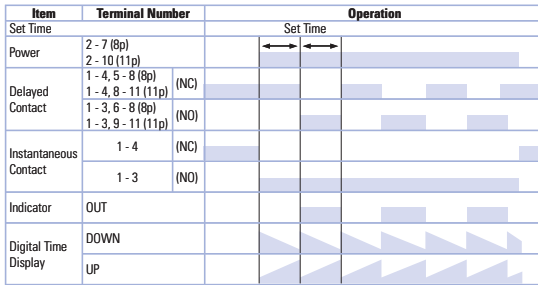 Item Terminal Number Operation
Set Time Set Time
Power 2 - 7 (8p)
2 - 10 (11p)
Delayed Contact 1 - 4, 5 - 8 (8p)
1 - 4, 8 - 11 (11p) (NC)
1 - 3, 6 - 8 (8p)
1 - 3, 9 - 11 (11p) (NO)
Instantaneous Contact 1 - 4 (NC)
1 - 3 (NO)
Indicator OUT
Digital Time Display DOWN
UP